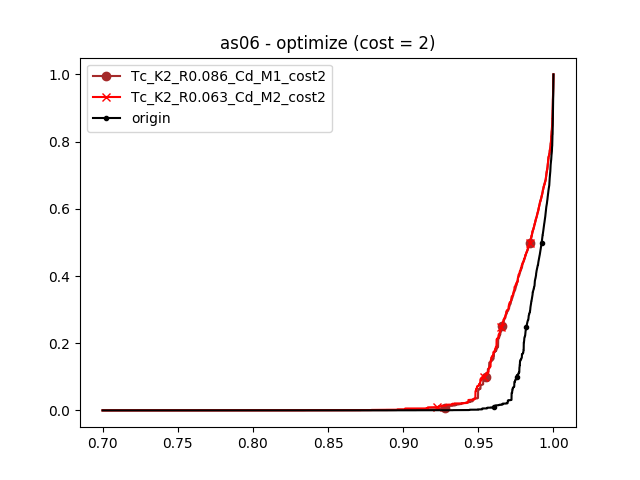 as06 - optimize (cost = 2)
Tc_K2_R0.086_Cd_M1_cost2
Tc_K2_R0.063_Cd_M2_cost2
origin
1.0
0.8
0.6
0.4
0.2
0.0
0.70 0.75 0.80 0.85 0.90 0.95 1.00